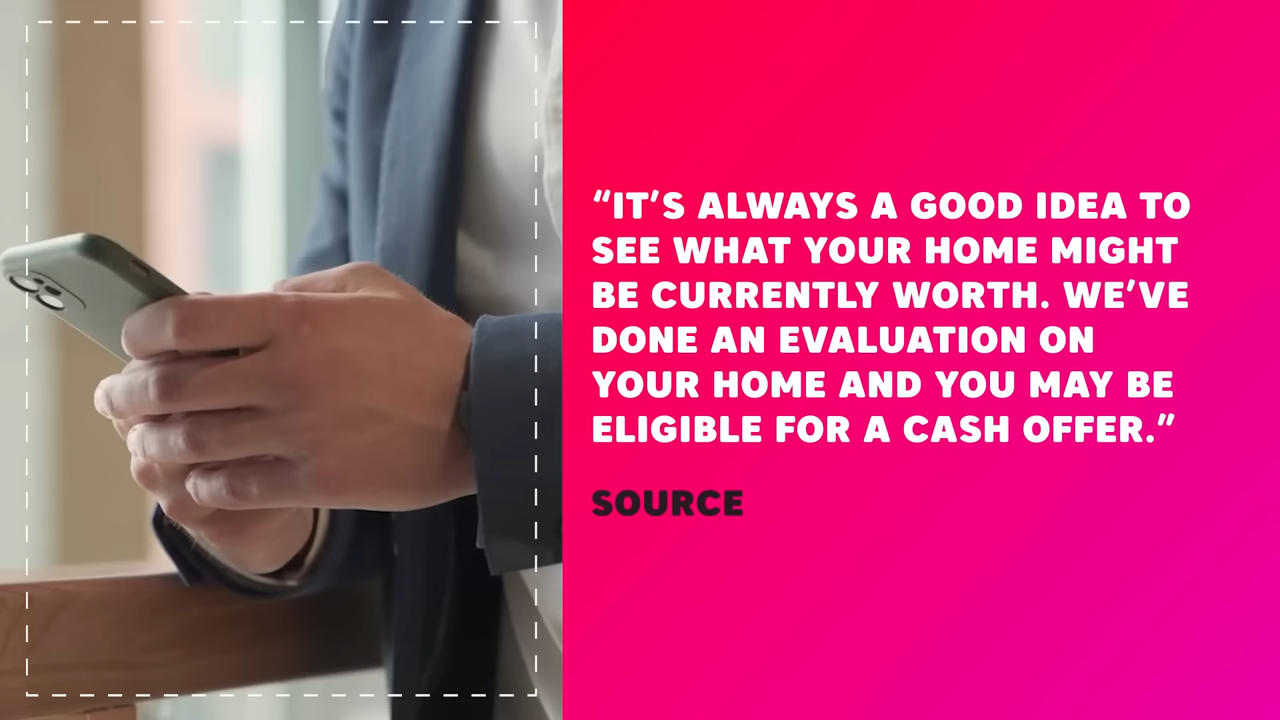 “IT’S ALWAYS A GOOD IDEA TO
SEE WHAT YOUR HOME MIGHT
BE CURRENTLY WORTH. WE’VE
DONE AN EVALUATION ON
YOUR HOME AND YOU MAY BE
ELIGIBLE FOR A CASH OFFER.”
SOURCE